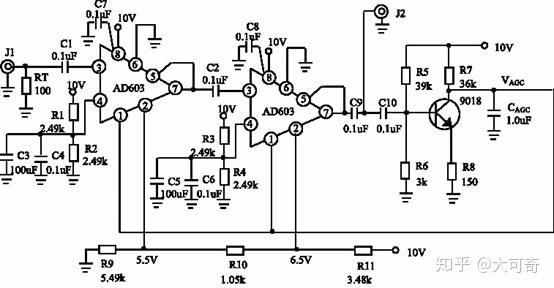 C7
0.1uF
10V
C8
0.1uF
10V
J2
J1
C1
0.1uF
8
6
5
3
7
4
1
2
AD603
RT
100
10V
R1
2.49k
R2
2.49k
C3
100uF
C4
0.1uF
C2
0.1uF
8
6
5
3
7
4
1
2
AD603
10V
R3
2.49k
R4
2.49k
C5
100uF
C6
0.1uF
C9
0.1uF
C10
0.1uF
10V
R5
39k
R7
36k
VAGC
9018
CAGC
1.0uF
R6
3k
R8
150
R9
5.49k
5.5V
R10
1.05k
6.5V
R11
3.48k
10V
知乎 @大可奇